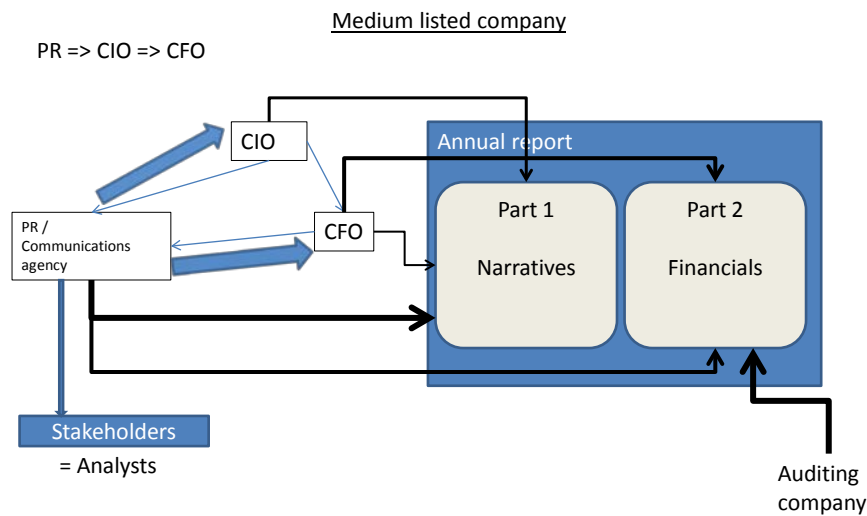 Medium listed company
PR => CIO => CFO
CIO
Annual report
PR /
Communications
agency
CFO
Part 1
Narratives
Part 2
Financials
Stakeholders
= Analysts
Auditing
company